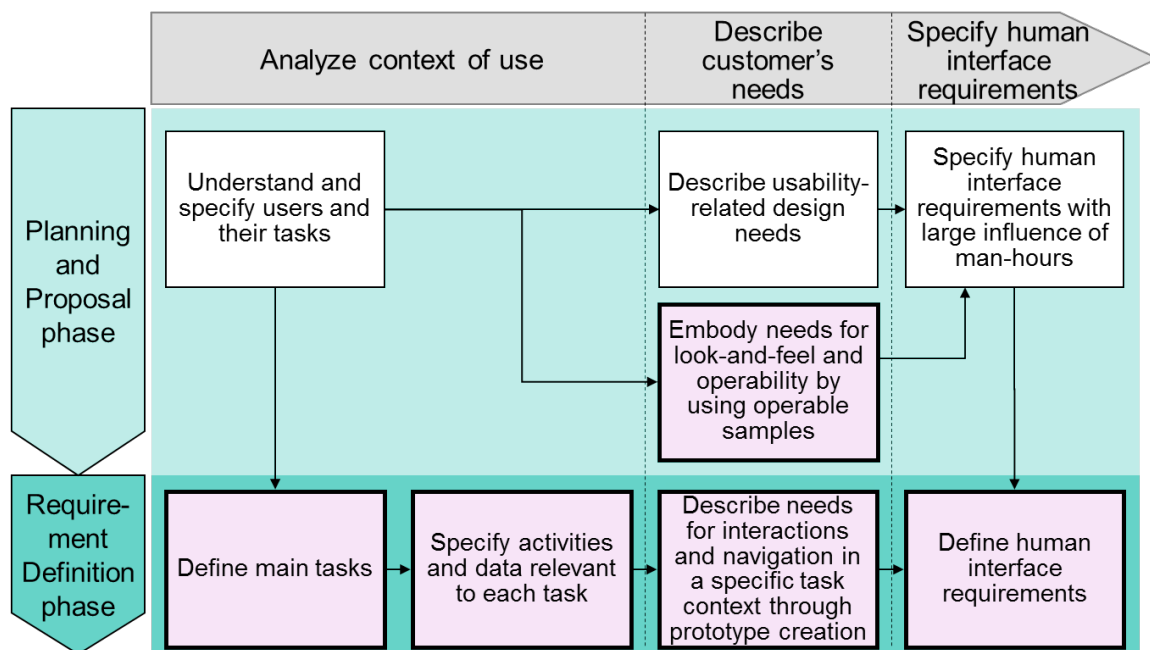 Analyze context of use
Describe
customer's
needs
Specify human
interface
requirements
Planning
and
Proposal
phase
Understand and
specify users and
their tasks
Describe usability-
related design
needs
Specify human
interface
requirements with
large influence of
man-hours
Embody needs for
look-and-feel and
operability by
using operable
samples
Require-
ment
Definition
phase
Define main tasks
Specify activities
and data relevant
to each task
Describe needs
for interactions
and navigation in
a specific task
context through
prototype creation
Define human
interface
requirements